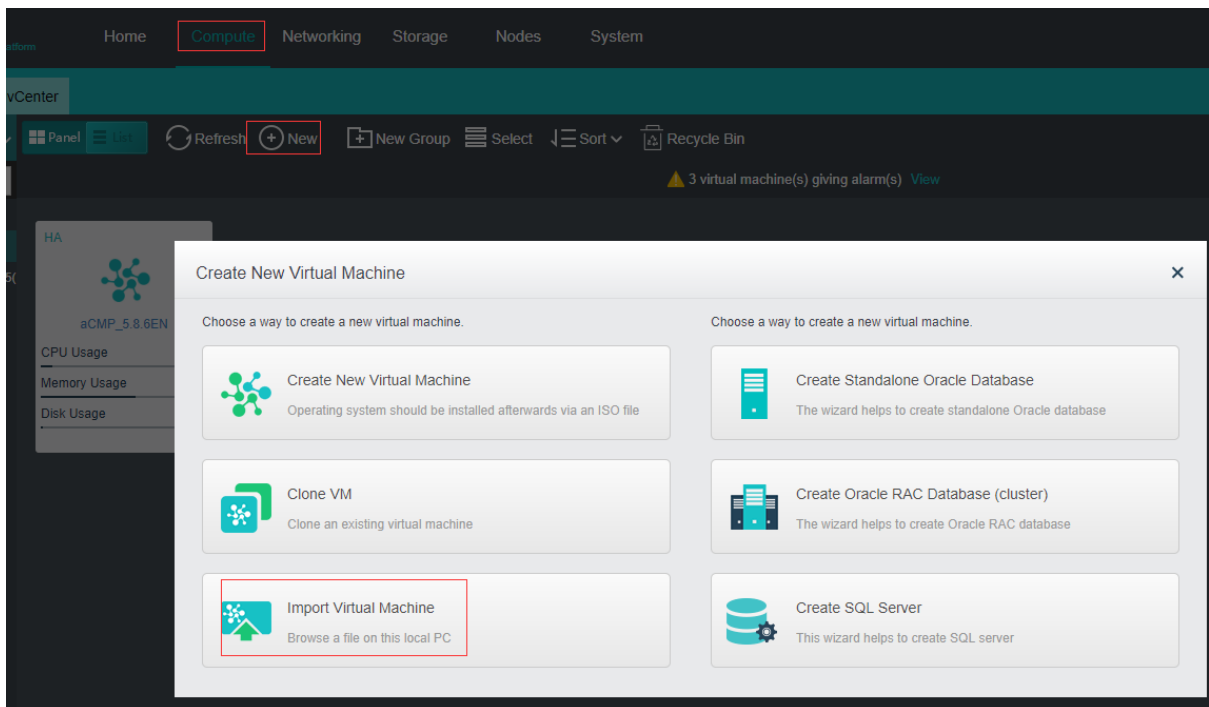 atform
Home Compute Networking Storage Nodes System
vCenter
Panel List Refresh New New Group Select Sort Recycle Bin
3 virtual machine(s) giving alarm(s) View
HA
5(
aCMP_5.8.6EN
CPU Usage
Memory Usage
Disk Usage
Create New Virtual Machine
Choose a way to create a new virtual machine.
Create New Virtual Machine
Operating system should be installed afterwards via an ISO file
Clone VM
Clone an existing virtual machine
Import Virtual Machine
Browse a file on this local PC
Choose a way to create a new virtual machine.
Create Standalone Oracle Database
The wizard helps to create standalone Oracle database
Create Oracle RAC Database (cluster)
The wizard helps to create Oracle RAC database
Create SQL Server
This wizard helps to create SQL server